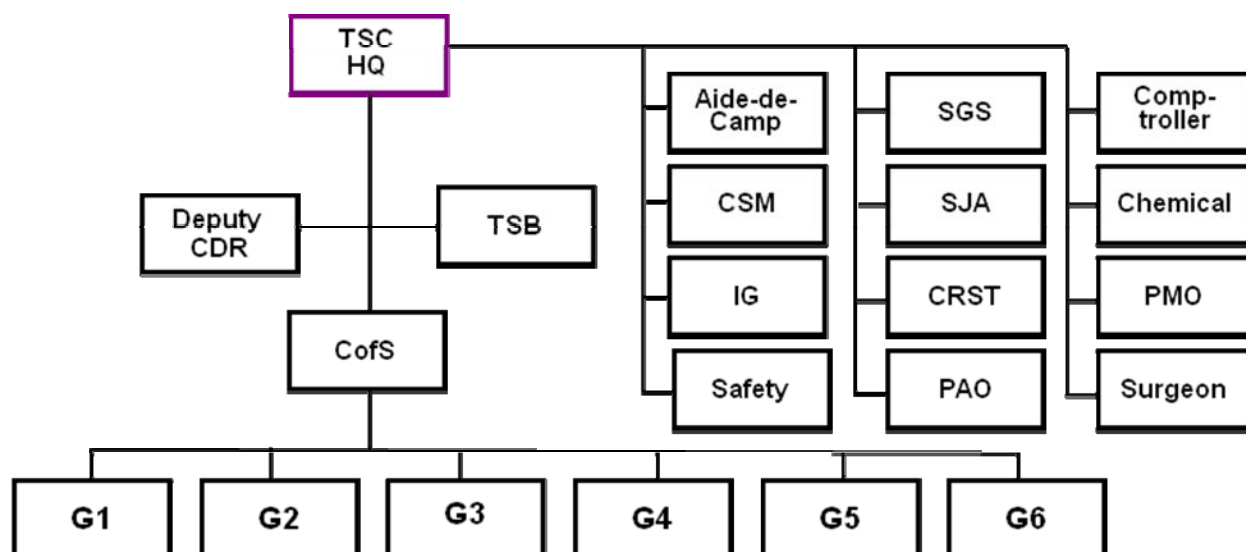 TSC
HQ
Aide-de-
Camp
SGS
Comp-
troller
Deputy
CDR
TSB
CSM
SJA
Chemical
IG
CRST
PMO
CofS
Safety
PAO
Surgeon
G1
G2
G3
G4
G5
G6